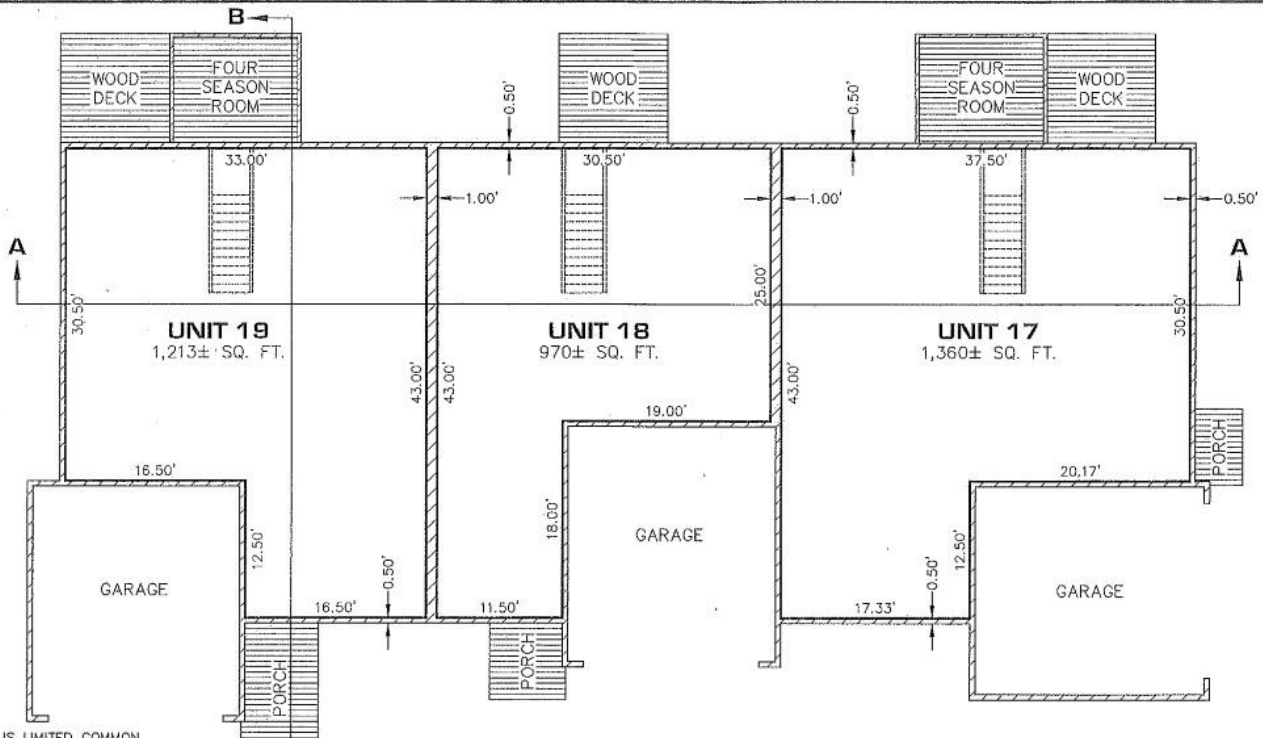 B
WOOD
DECK
FOUR
SEASON
ROOM
WOOD
DECK
FOUR
SEASON
ROOM
WOOD
DECK
0.50'
0.50'
33.00'
30.50'
37.50'
1.00'
1.00'
0.50'
A
A
30.50'
25.00'
30.50'
UNIT 19
1,213± SQ. FT.
UNIT 18
970± SQ. FT.
UNIT 17
1,360± SQ. FT.
43.00'
43.00'
43.00'
19.00'
PORCH
16.50'
20.17'
18.00'
12.50'
12.50'
GARAGE
GARAGE
GARAGE
0.50'
0.50'
16.50'
11.50'
17.33'
PORCH
PORCH
IS LIMITED COMMON